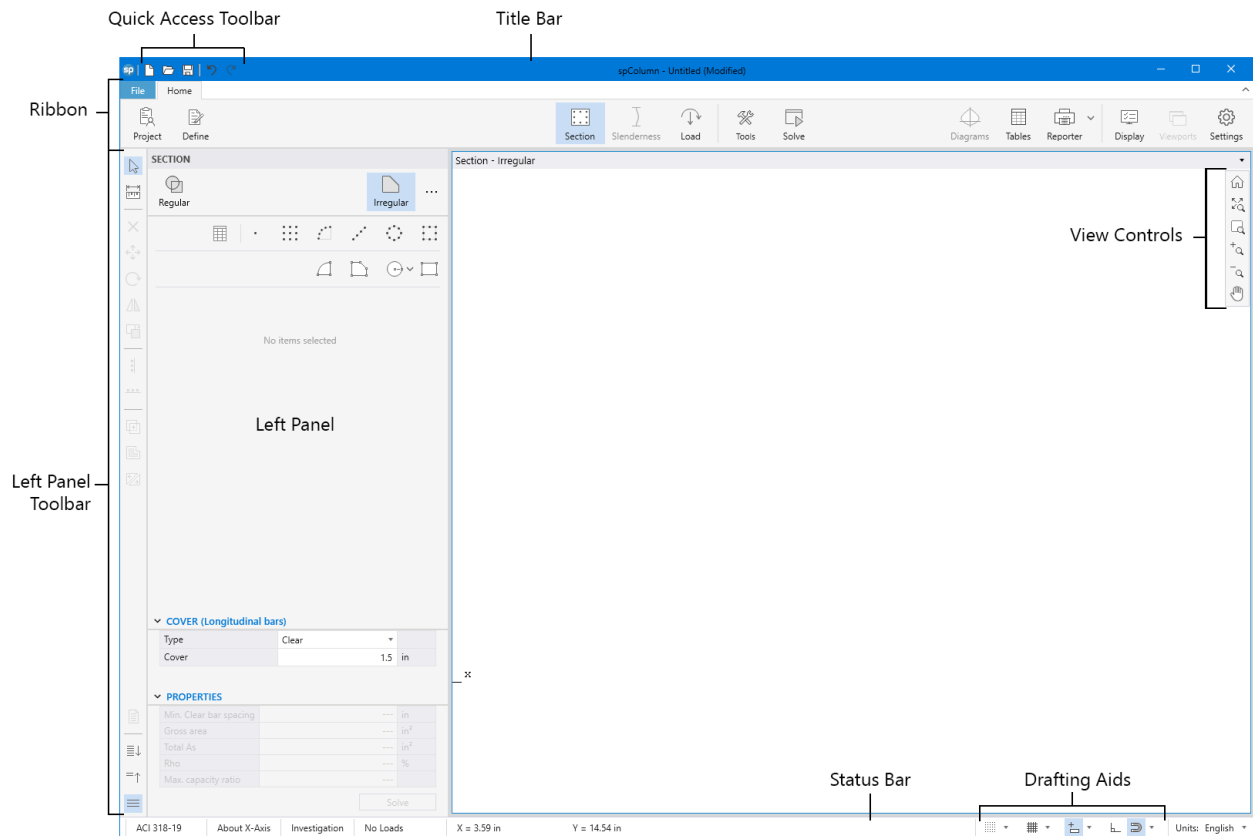 Quick Access Toolbar
Title Bar
sp
spColumn - Untitled (Modified)
Ribbon
File
Home
Project
Define
Section
Slenderness
Load
Tools
Solve
Diagrams
Tables
Reporter
Display
Viewports
Settings
SECTION
Section - Irregular
Regular
Irregular
...
View Controls
No items selected
Left Panel
Left Panel
Toolbar
COVER (Longitudinal bars)
Type Clear
Cover 1.5 in
x
PROPERTIES
Min. Clear bar spacing --- in
Gross area --- in²
Total As --- in²
Rho --- %
Max. capacity ratio ---
Solve
Status Bar
Drafting Aids
ACI 318-19
About X-Axis
Investigation
No Loads
X = 3.59 in
Y = 14.54 in
Units: English